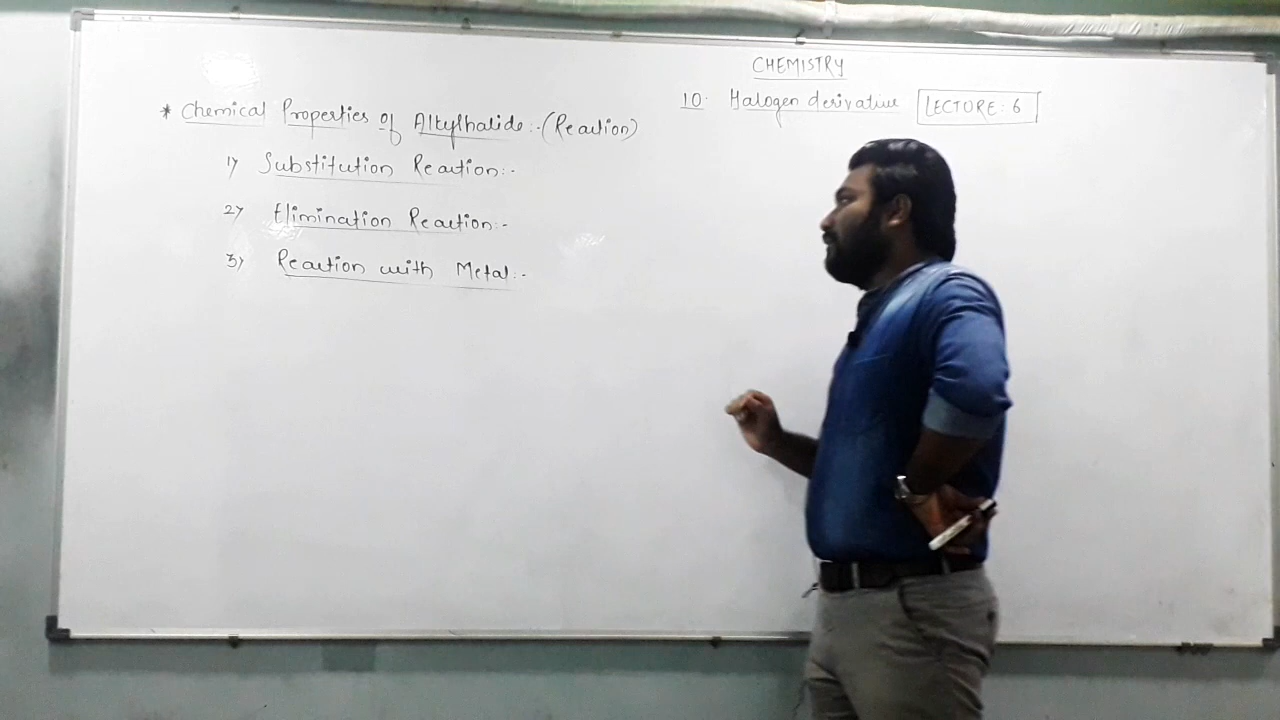 CHEMISTRY
10. Halogen derivative LECTURE: 6
* Chemical Properties of Alkylhalide:-(Reaction)
1) Substitution Reaction:-
2) Elimination Reaction:-
3) Reaction with Metal:-